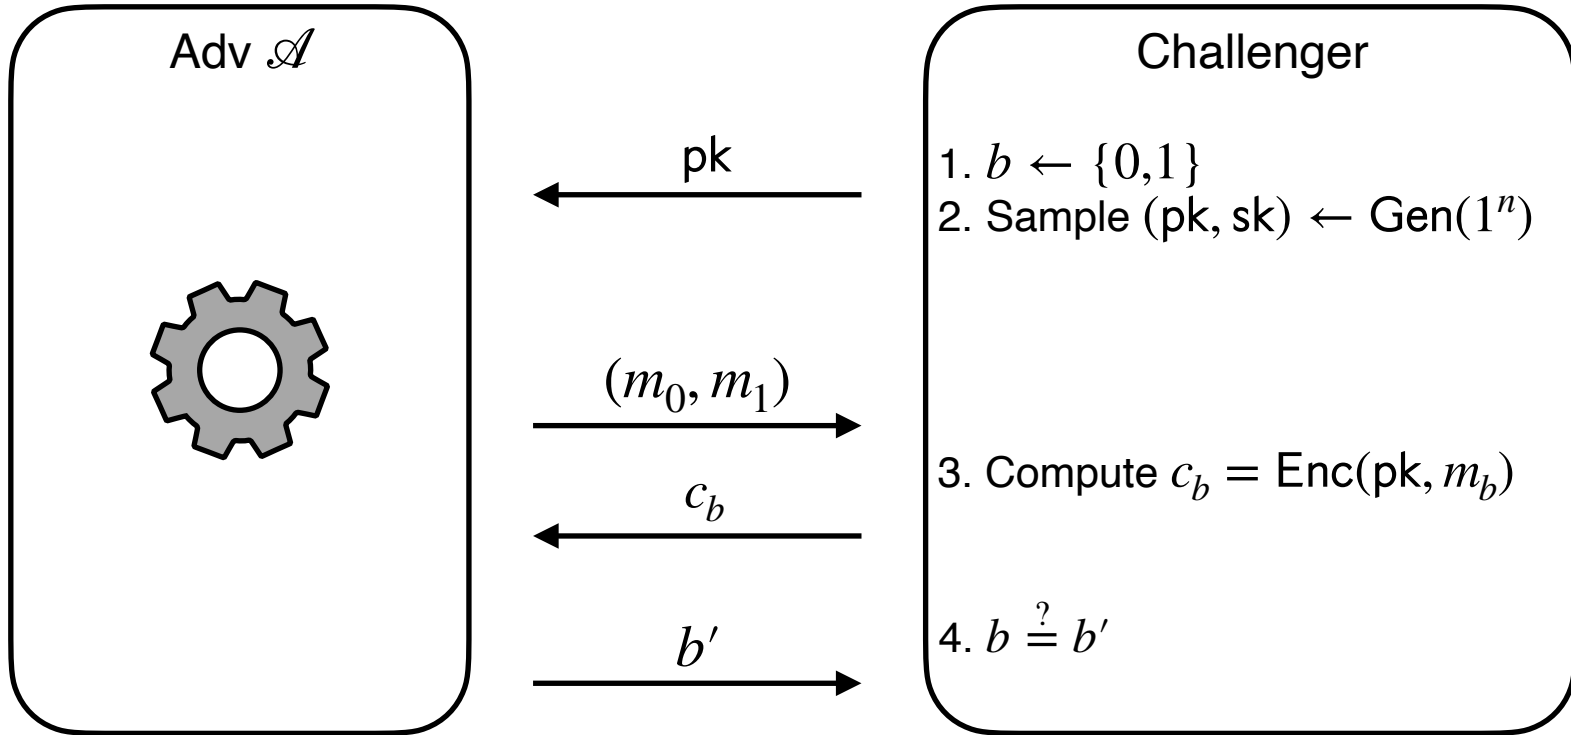 Adv 𝒜
Challenger
pk
1. b ← {0,1}
2. Sample (pk, sk) ← Gen(1ⁿ)
(m₀, m₁)
3. Compute c_b = Enc(pk, m_b)
c_b
4. b ≟ b′
b′